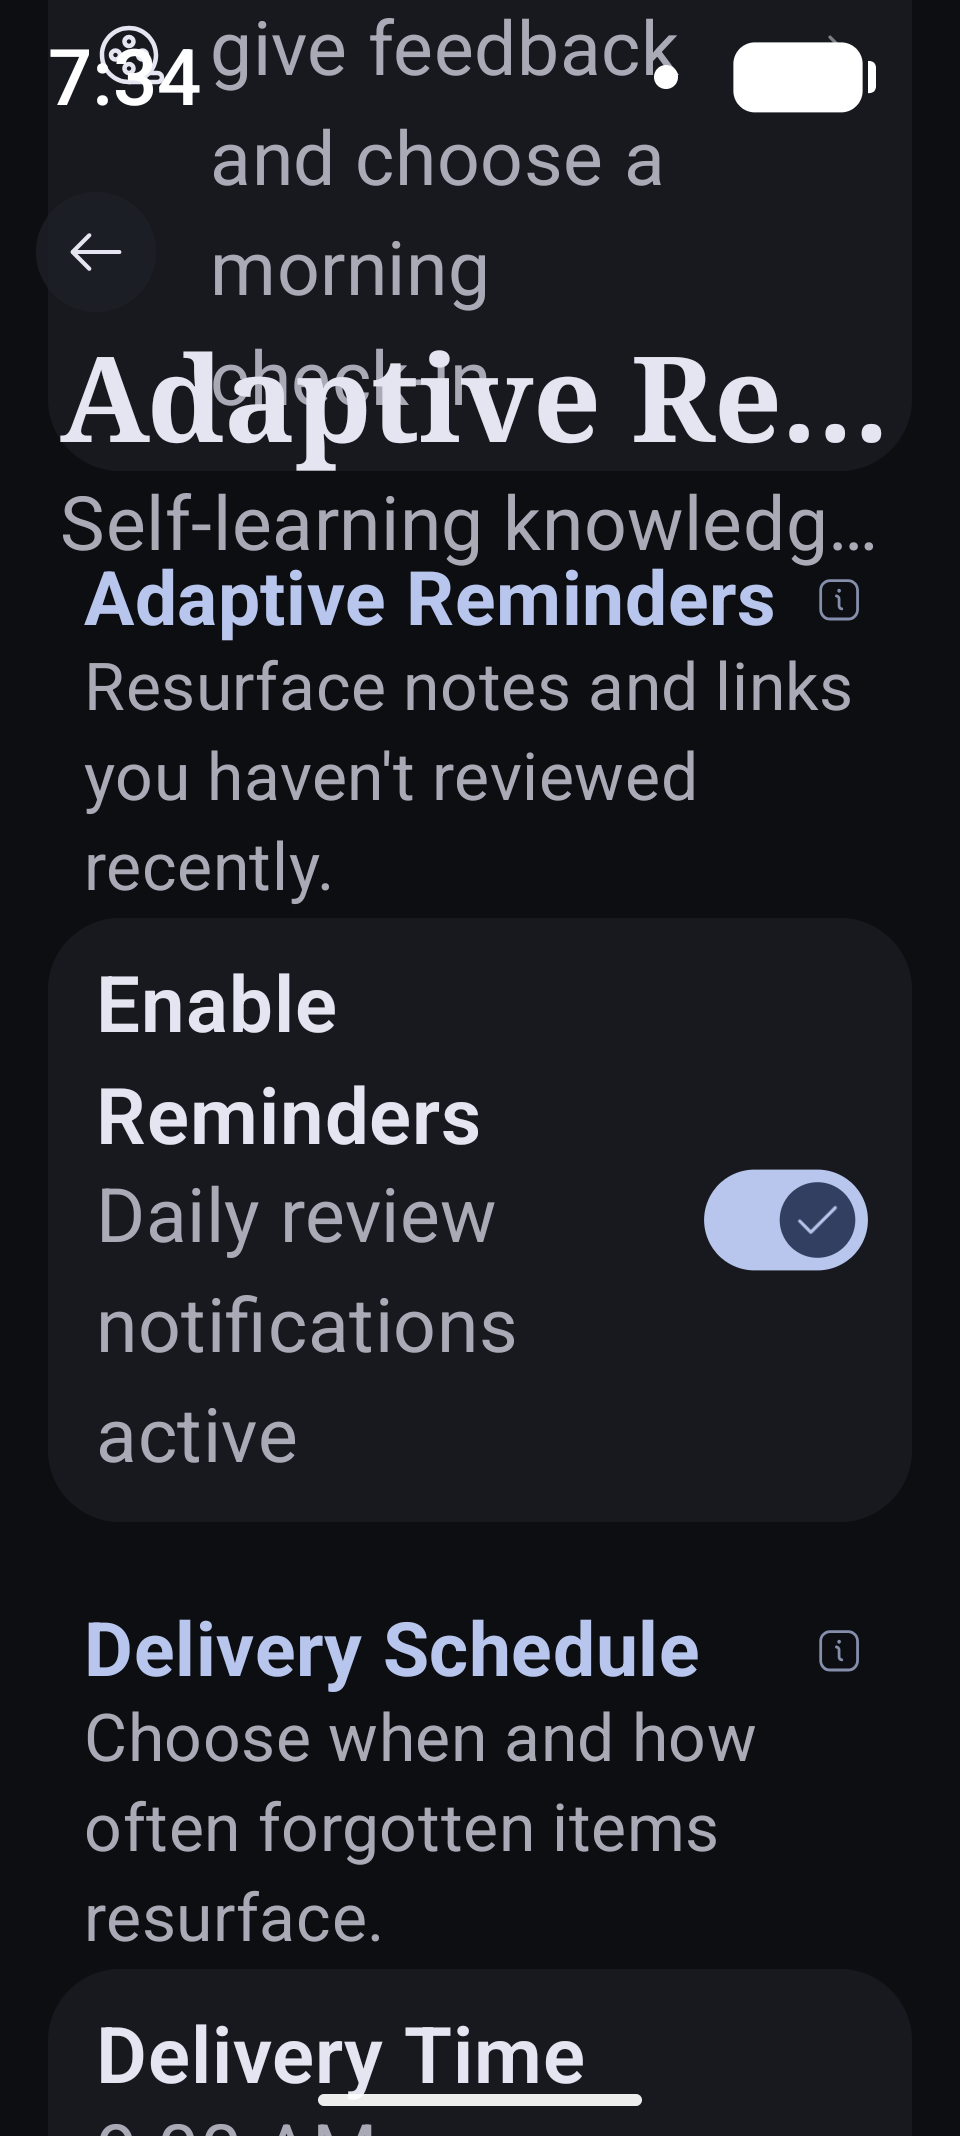 7:34
give feedback
and choose a
morning
check-in
Adaptive Re...
Self-learning knowledg...
Adaptive Reminders
Resurface notes and links
you haven't reviewed
recently.
Enable
Reminders
Daily review
notifications
active
Delivery Schedule
Choose when and how
often forgotten items
resurface.
Delivery Time